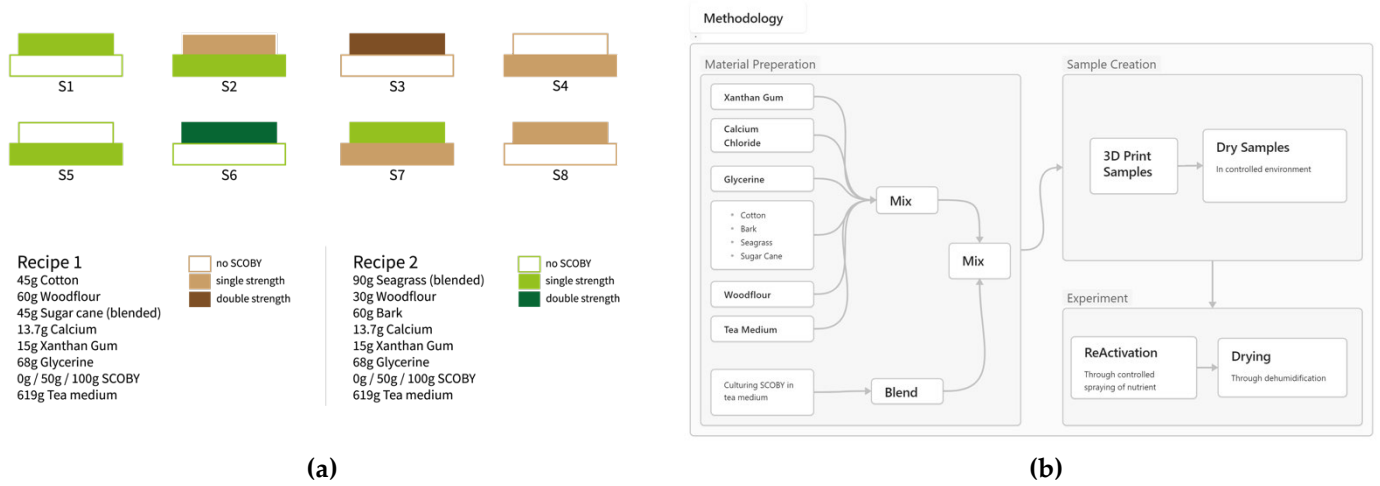 S1
S2
S3
S4
S5
S6
S7
S8
Recipe 1
45g Cotton
60g Woodflour
45g Sugar cane (blended)
13.7g Calcium
15g Xanthan Gum
68g Glycerine
0g / 50g / 100g SCOBY
619g Tea medium
no SCOBY
single strength
double strength
Recipe 2
90g Seagrass (blended)
30g Woodflour
60g Bark
13.7g Calcium
15g Xanthan Gum
68g Glycerine
0g / 50g / 100g SCOBY
619g Tea medium
no SCOBY
single strength
double strength
(a)
Methodology
Material Preperation
Xanthan Gum
Calcium
Chloride
Glycerine
• Cotton
• Bark
• Seagrass
• Sugar Cane
Woodflour
Tea Medium
Culturing SCOBY in
tea medium
Mix
Blend
Mix
Sample Creation
3D Print
Samples
Dry Samples
In controlled environment
Experiment
ReActivation
Through controlled
spraying of nutrient
Drying
Through dehumidification
(b)